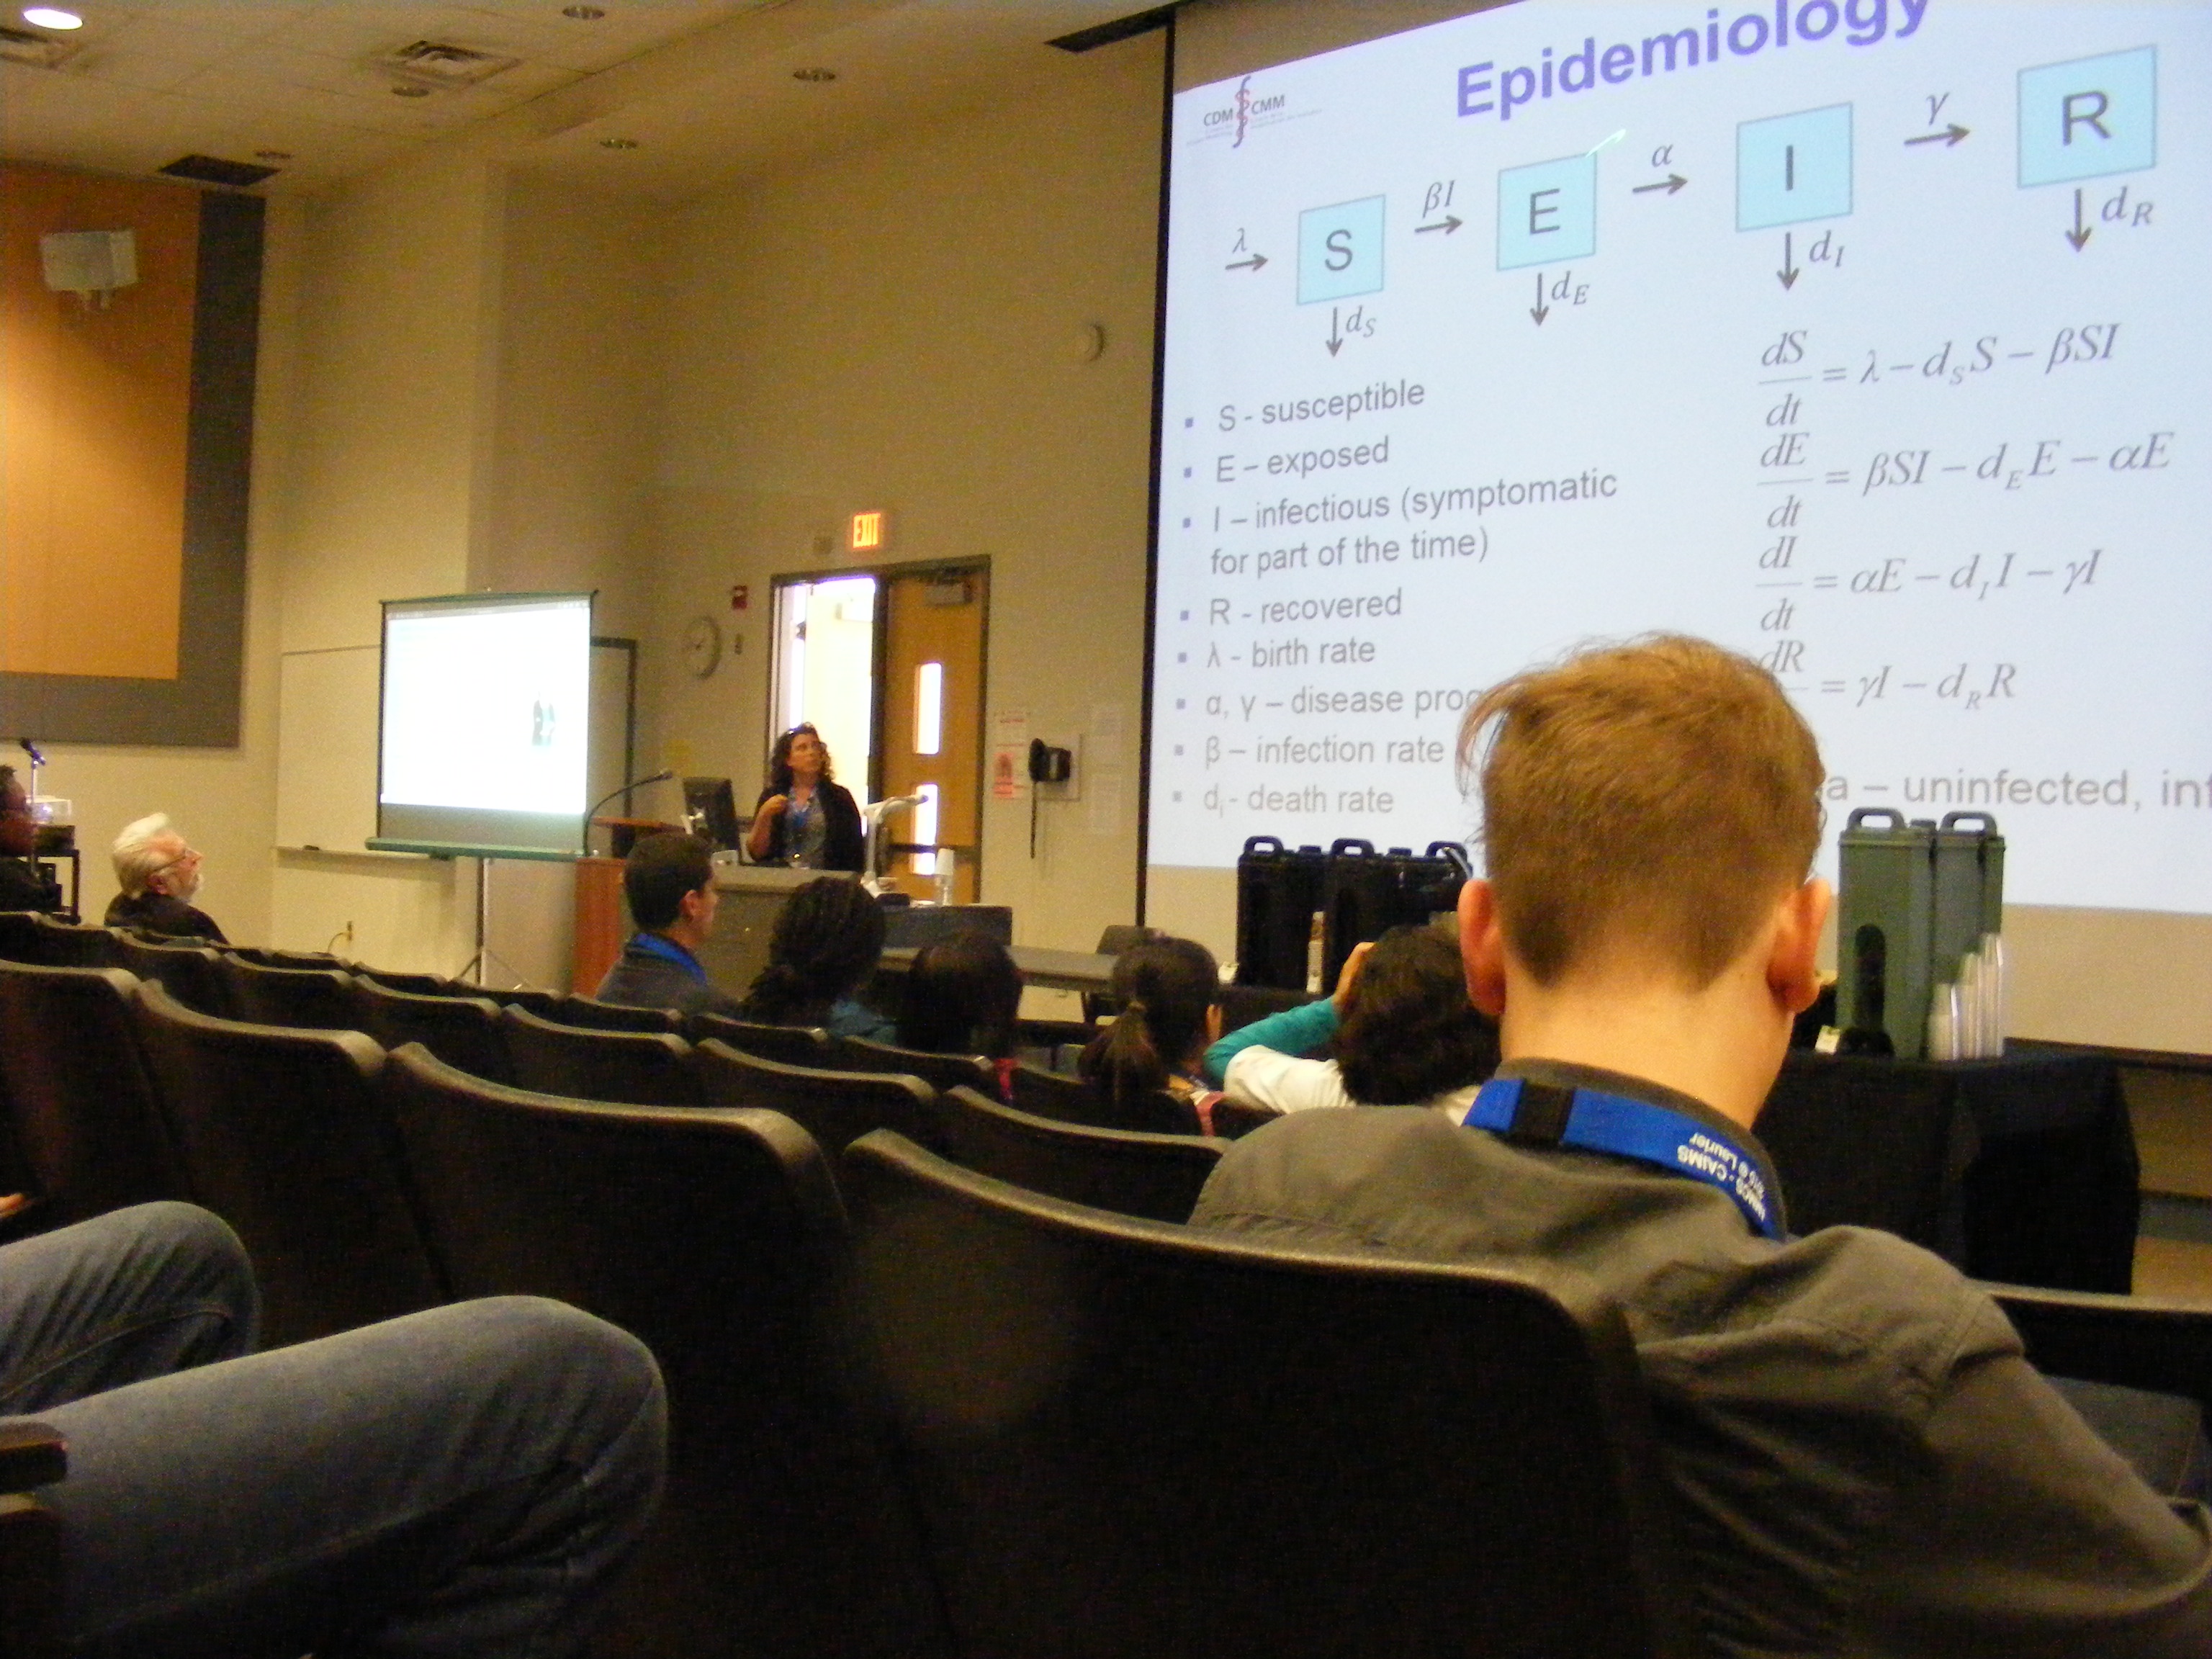 Epidemiology
CDM CMM
λ
S
βI
E
α
I
γ
R
d_S
d_E
d_I
d_R
▪ S - susceptible
▪ E – exposed
▪ I – infectious (symptomatic
for part of the time)
▪ R - recovered
▪ λ - birth rate
▪ α, γ – disease prog
▪ β – infection rate
▪ d_i - death rate
dS/dt = λ – d_S S – βSI
dE/dt = βSI – d_E E – αE
dI/dt = αE – d_I I – γI
dR = γI – d_R R
a – uninfected, inf
EXIT
- CAIMS
@ Laurier